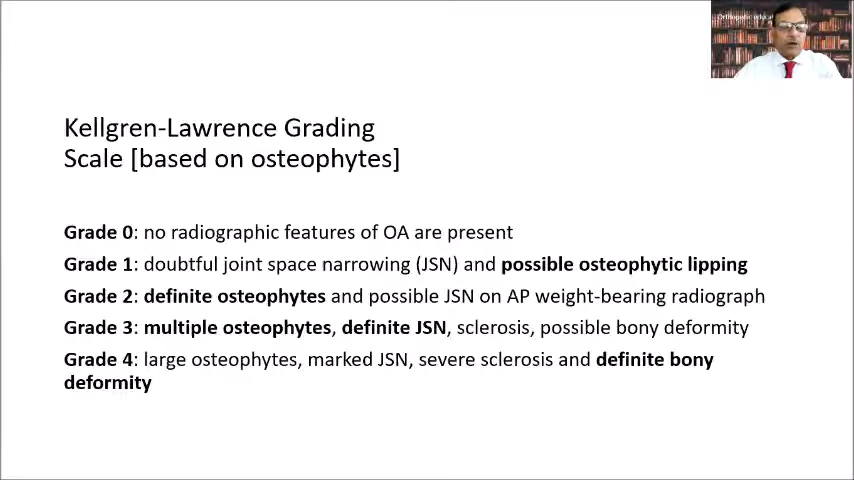 Orthopedic educa
Kellgren-Lawrence Grading
Scale [based on osteophytes]
Grade 0: no radiographic features of OA are present
Grade 1: doubtful joint space narrowing (JSN) and possible osteophytic lipping
Grade 2: definite osteophytes and possible JSN on AP weight-bearing radiograph
Grade 3: multiple osteophytes, definite JSN, sclerosis, possible bony deformity
Grade 4: large osteophytes, marked JSN, severe sclerosis and definite bony
deformity